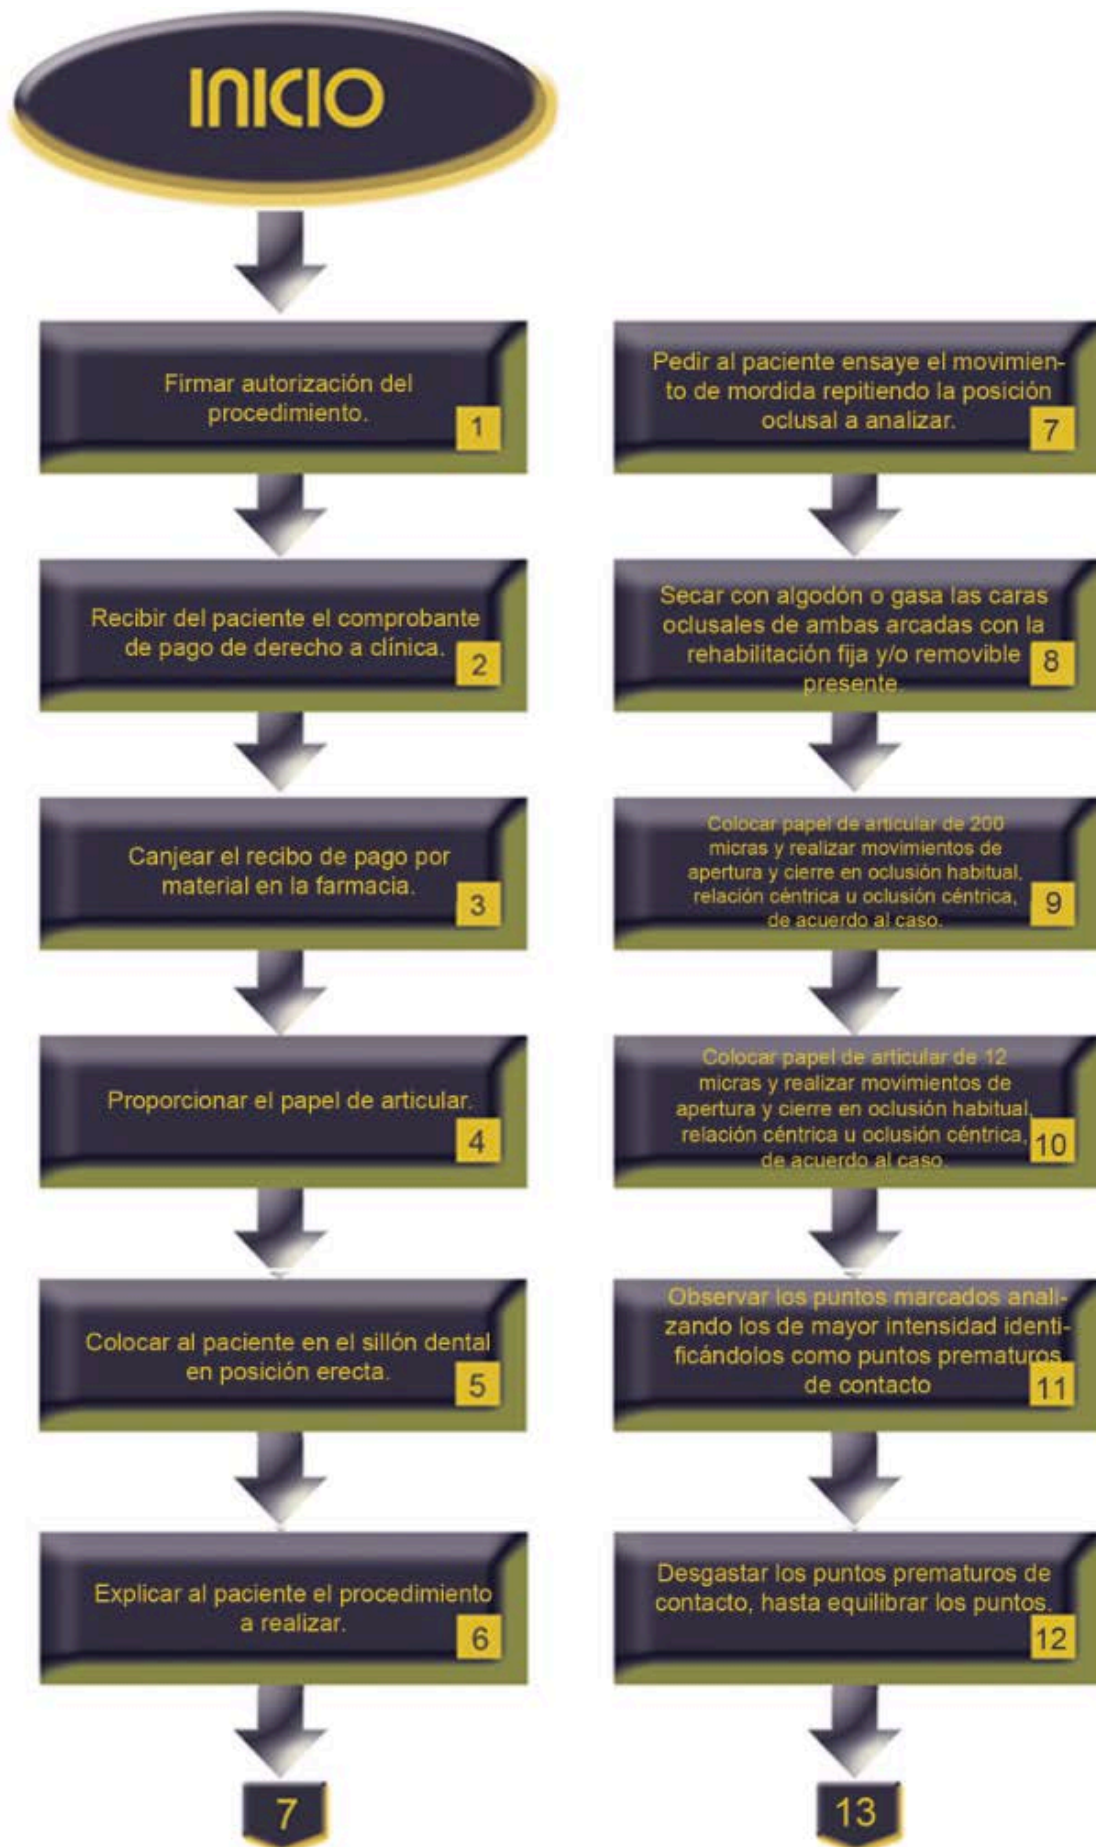 INICIO
Firmar autorización del
procedimiento.
1
Recibir del paciente el comprobante
de pago de derecho a clínica.
2
Canjear el recibo de pago por
material en la farmacia.
3
Proporcionar el papel de articular.
4
Colocar al paciente en el sillón dental
en posición erecta.
5
Explicar al paciente el procedimiento
a realizar.
6
7
Pedir al paciente ensaye el movimien-
to de mordida repitiendo la posición
oclusal a analizar.
7
Secar con algodón o gasa las caras
oclusales de ambas arcadas con la
rehabilitación fija y/o removible
presente.
8
Colocar papel de articular de 200
micras y realizar movimientos de
apertura y cierre en oclusión habitual,
relación céntrica u oclusión céntrica,
de acuerdo al caso.
9
Colocar papel de articular de 12
micras y realizar movimientos de
apertura y cierre en oclusión habitual,
relación céntrica u oclusión céntrica,
de acuerdo al caso.
10
Observar los puntos marcados anali-
zando los de mayor intensidad identi-
ficándolos como puntos prematuros
de contacto
11
Desgastar los puntos prematuros de
contacto, hasta equilibrar los puntos.
12
13